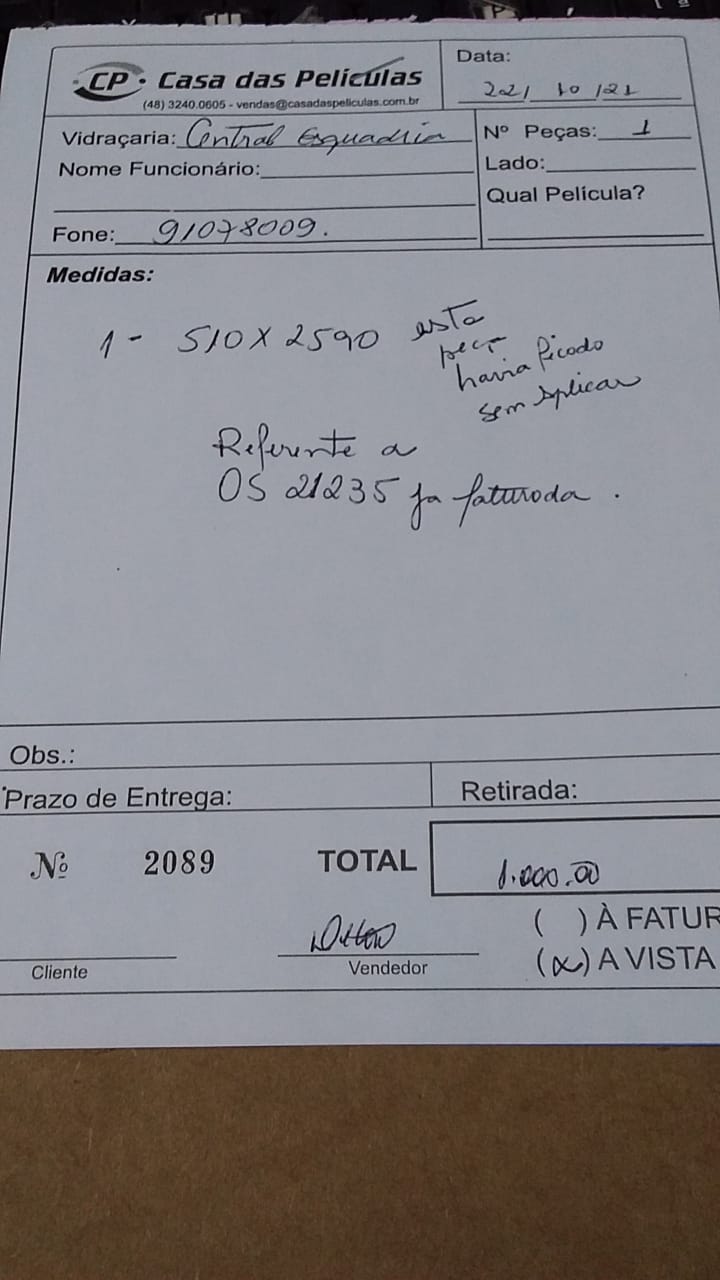 CP • Casa das Películas
(48) 3240.0605 - vendas@casadaspeliculas.com.br
Data:
22/ 10 /21
Vidraçaria: Central Esquadria
Nº Peças: 1
Nome Funcionário:
Lado:
Qual Película?
Fone: 91078009.
Medidas:
1 - 510 X 2590 esta
peça
havia ficado
sem aplicar
Referente a
OS 21235 ja faturoda .
Obs.:
Prazo de Entrega:
Retirada:
Nº 2089
TOTAL
1.000.00
( ) À FATUR
(x) A VISTA
Cliente
Vendedor